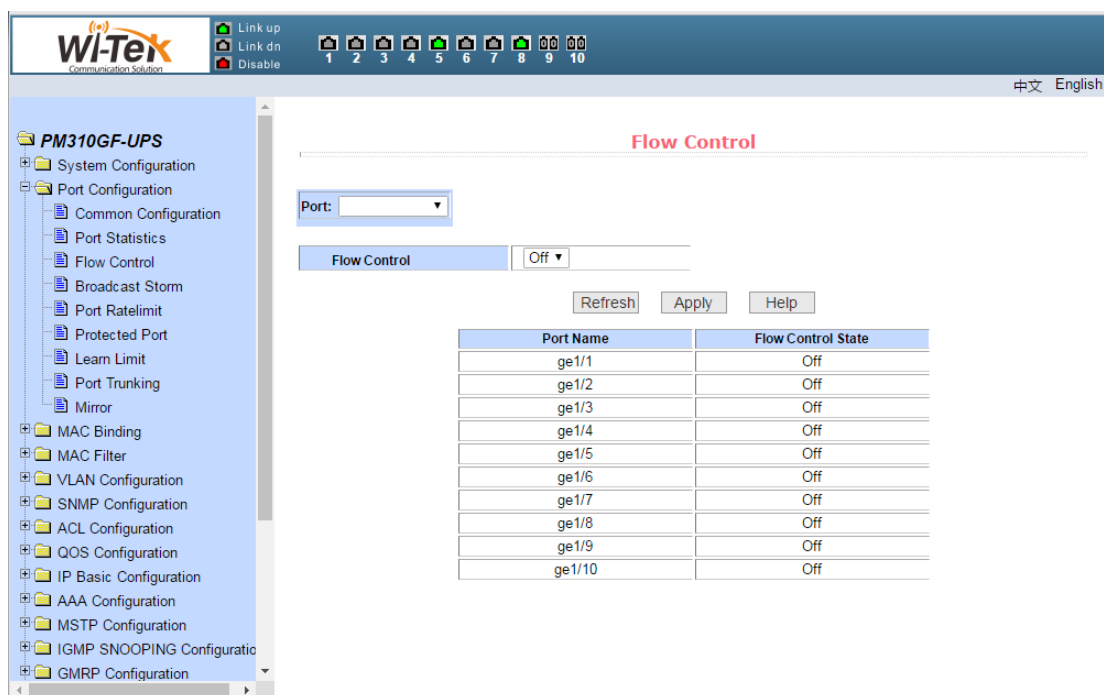 Wi-Tek
Communication Solution
Link up
Link dn
Disable
1 2 3 4 5 6 7 8 9 10
中文 English
PM310GF-UPS
System Configuration
Port Configuration
Common Configuration
Port Statistics
Flow Control
Broadcast Storm
Port Ratelimit
Protected Port
Learn Limit
Port Trunking
Mirror
MAC Binding
MAC Filter
VLAN Configuration
SNMP Configuration
ACL Configuration
QOS Configuration
IP Basic Configuration
AAA Configuration
MSTP Configuration
IGMP SNOOPING Configuratio
GMRP Configuration
Flow Control
Port:
Flow Control Off
Refresh Apply Help
Port Name Flow Control State
ge1/1 Off
ge1/2 Off
ge1/3 Off
ge1/4 Off
ge1/5 Off
ge1/6 Off
ge1/7 Off
ge1/8 Off
ge1/9 Off
ge1/10 Off